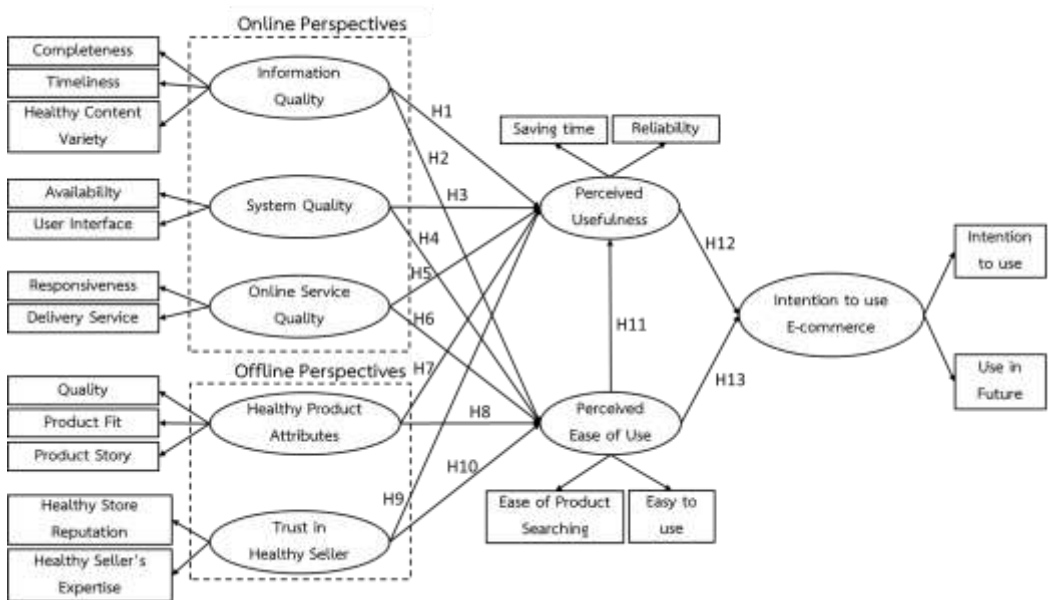 Online Perspectives
Completeness
Timeliness
Healthy Content
Variety
Information
Quality
Availability
User Interface
System Quality
Responsiveness
Delivery Service
Online Service
Quality
Offline Perspectives
Quality
Product Fit
Product Story
Healthy Product
Attributes
Healthy Store
Reputation
Healthy Seller's
Expertise
Trust in
Healthy Seller
H1
H2
H3
H4
H5
H6
H7
H8
H9
H10
Saving time
Reliability
Perceived
Usefulness
H11
Perceived
Ease of Use
Ease of Product
Searching
Easy to
use
H12
H13
Intention to use
E-commerce
Intention
to use
Use in
Future